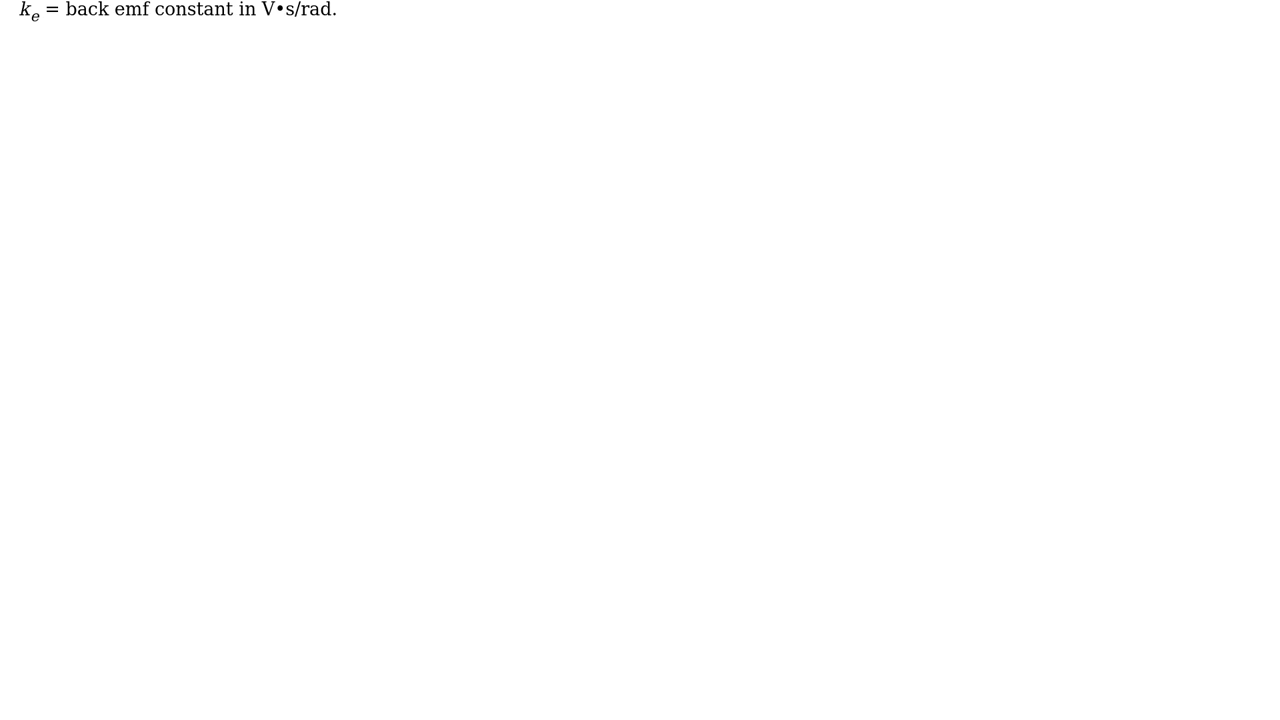 kₑ = back emf constant in V•s/rad.